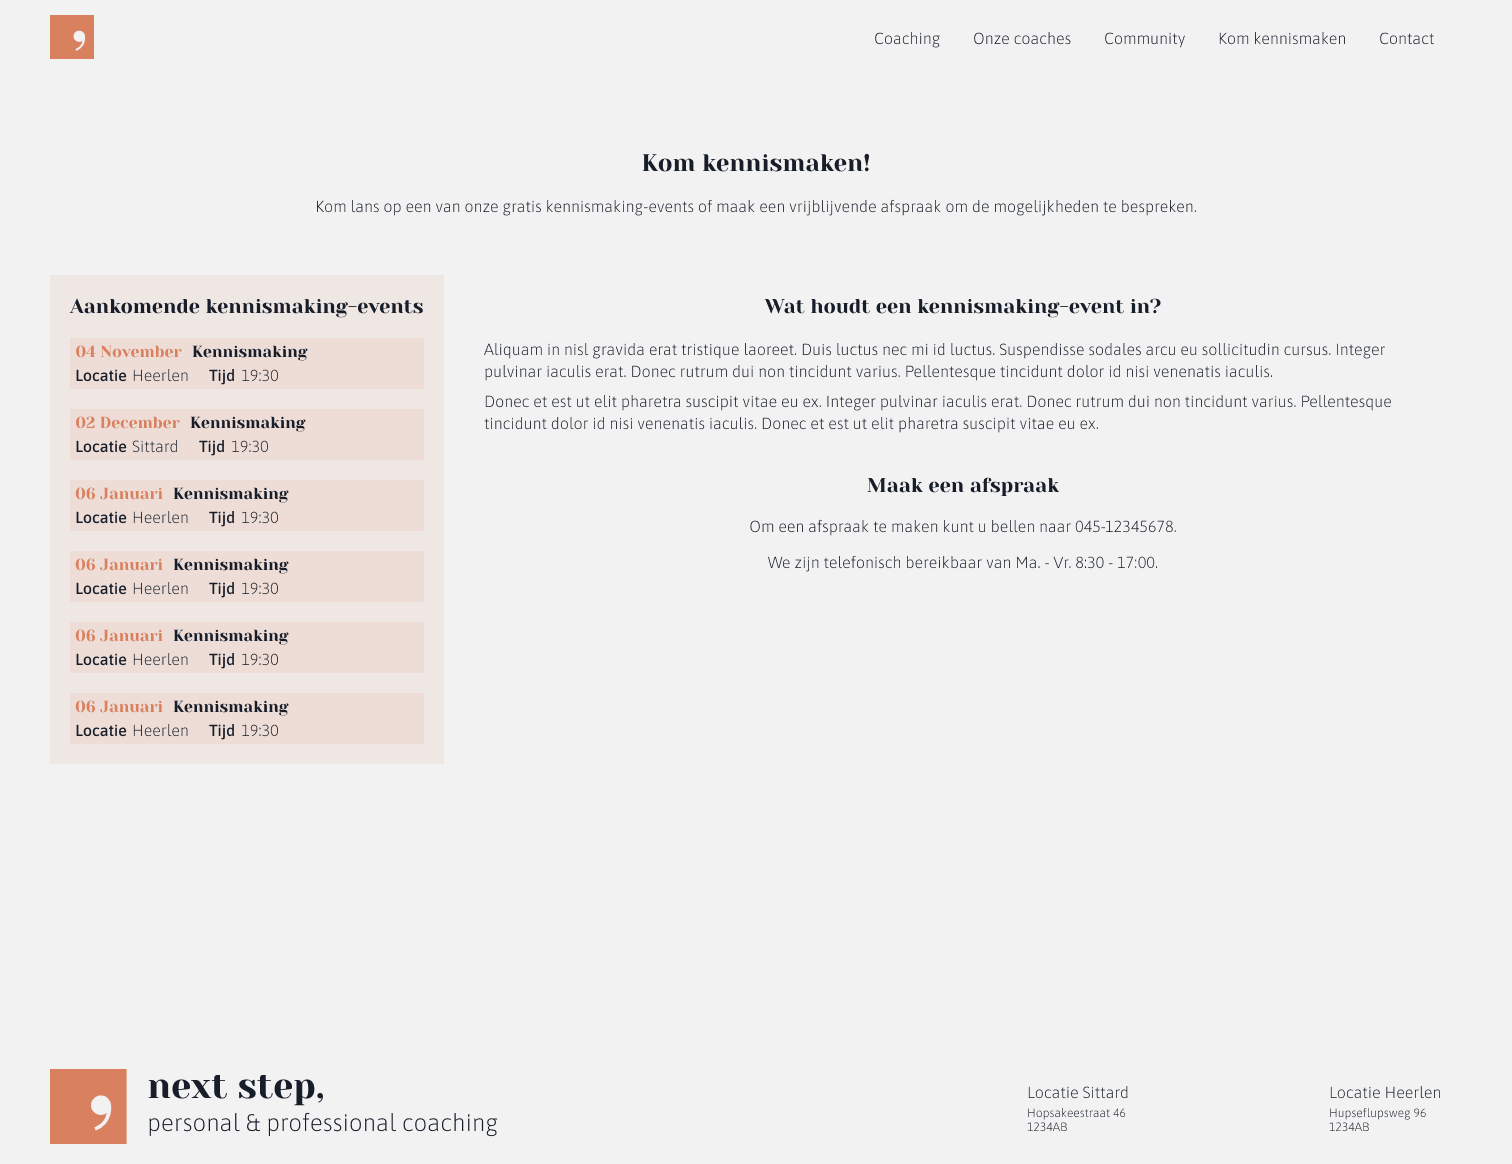 Coaching Onze coaches Community Kom kennismaken Contact
Kom kennismaken!
Kom lans op een van onze gratis kennismaking-events of maak een vrijblijvende afspraak om de mogelijkheden te bespreken.
Aankomende kennismaking-events
04 November Kennismaking
Locatie Heerlen Tijd 19:30
02 December Kennismaking
Locatie Sittard Tijd 19:30
06 Januari Kennismaking
Locatie Heerlen Tijd 19:30
06 Januari Kennismaking
Locatie Heerlen Tijd 19:30
06 Januari Kennismaking
Locatie Heerlen Tijd 19:30
06 Januari Kennismaking
Locatie Heerlen Tijd 19:30
Wat houdt een kennismaking-event in?
Aliquam in nisl gravida erat tristique laoreet. Duis luctus nec mi id luctus. Suspendisse sodales arcu eu sollicitudin cursus. Integer
pulvinar iaculis erat. Donec rutrum dui non tincidunt varius. Pellentesque tincidunt dolor id nisi venenatis iaculis.
Donec et est ut elit pharetra suscipit vitae eu ex. Integer pulvinar iaculis erat. Donec rutrum dui non tincidunt varius. Pellentesque
tincidunt dolor id nisi venenatis iaculis. Donec et est ut elit pharetra suscipit vitae eu ex.
Maak een afspraak
Om een afspraak te maken kunt u bellen naar 045-12345678.
We zijn telefonisch bereikbaar van Ma. - Vr. 8:30 - 17:00.
next step,
personal & professional coaching
Locatie Sittard
Hopsakeestraat 46
1234AB
Locatie Heerlen
Hupseflupsweg 96
1234AB